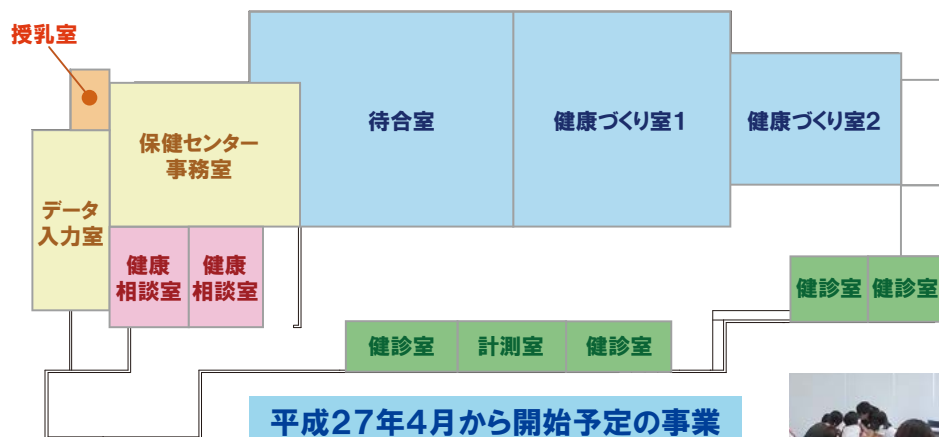 授乳室
待合室
健康づくり室1
健康づくり室2
保健センター
事務室
データ
入力室
健康
相談室
健康
相談室
健診室
健診室
健診室
計測室
健診室
平成27年4月から開始予定の事業